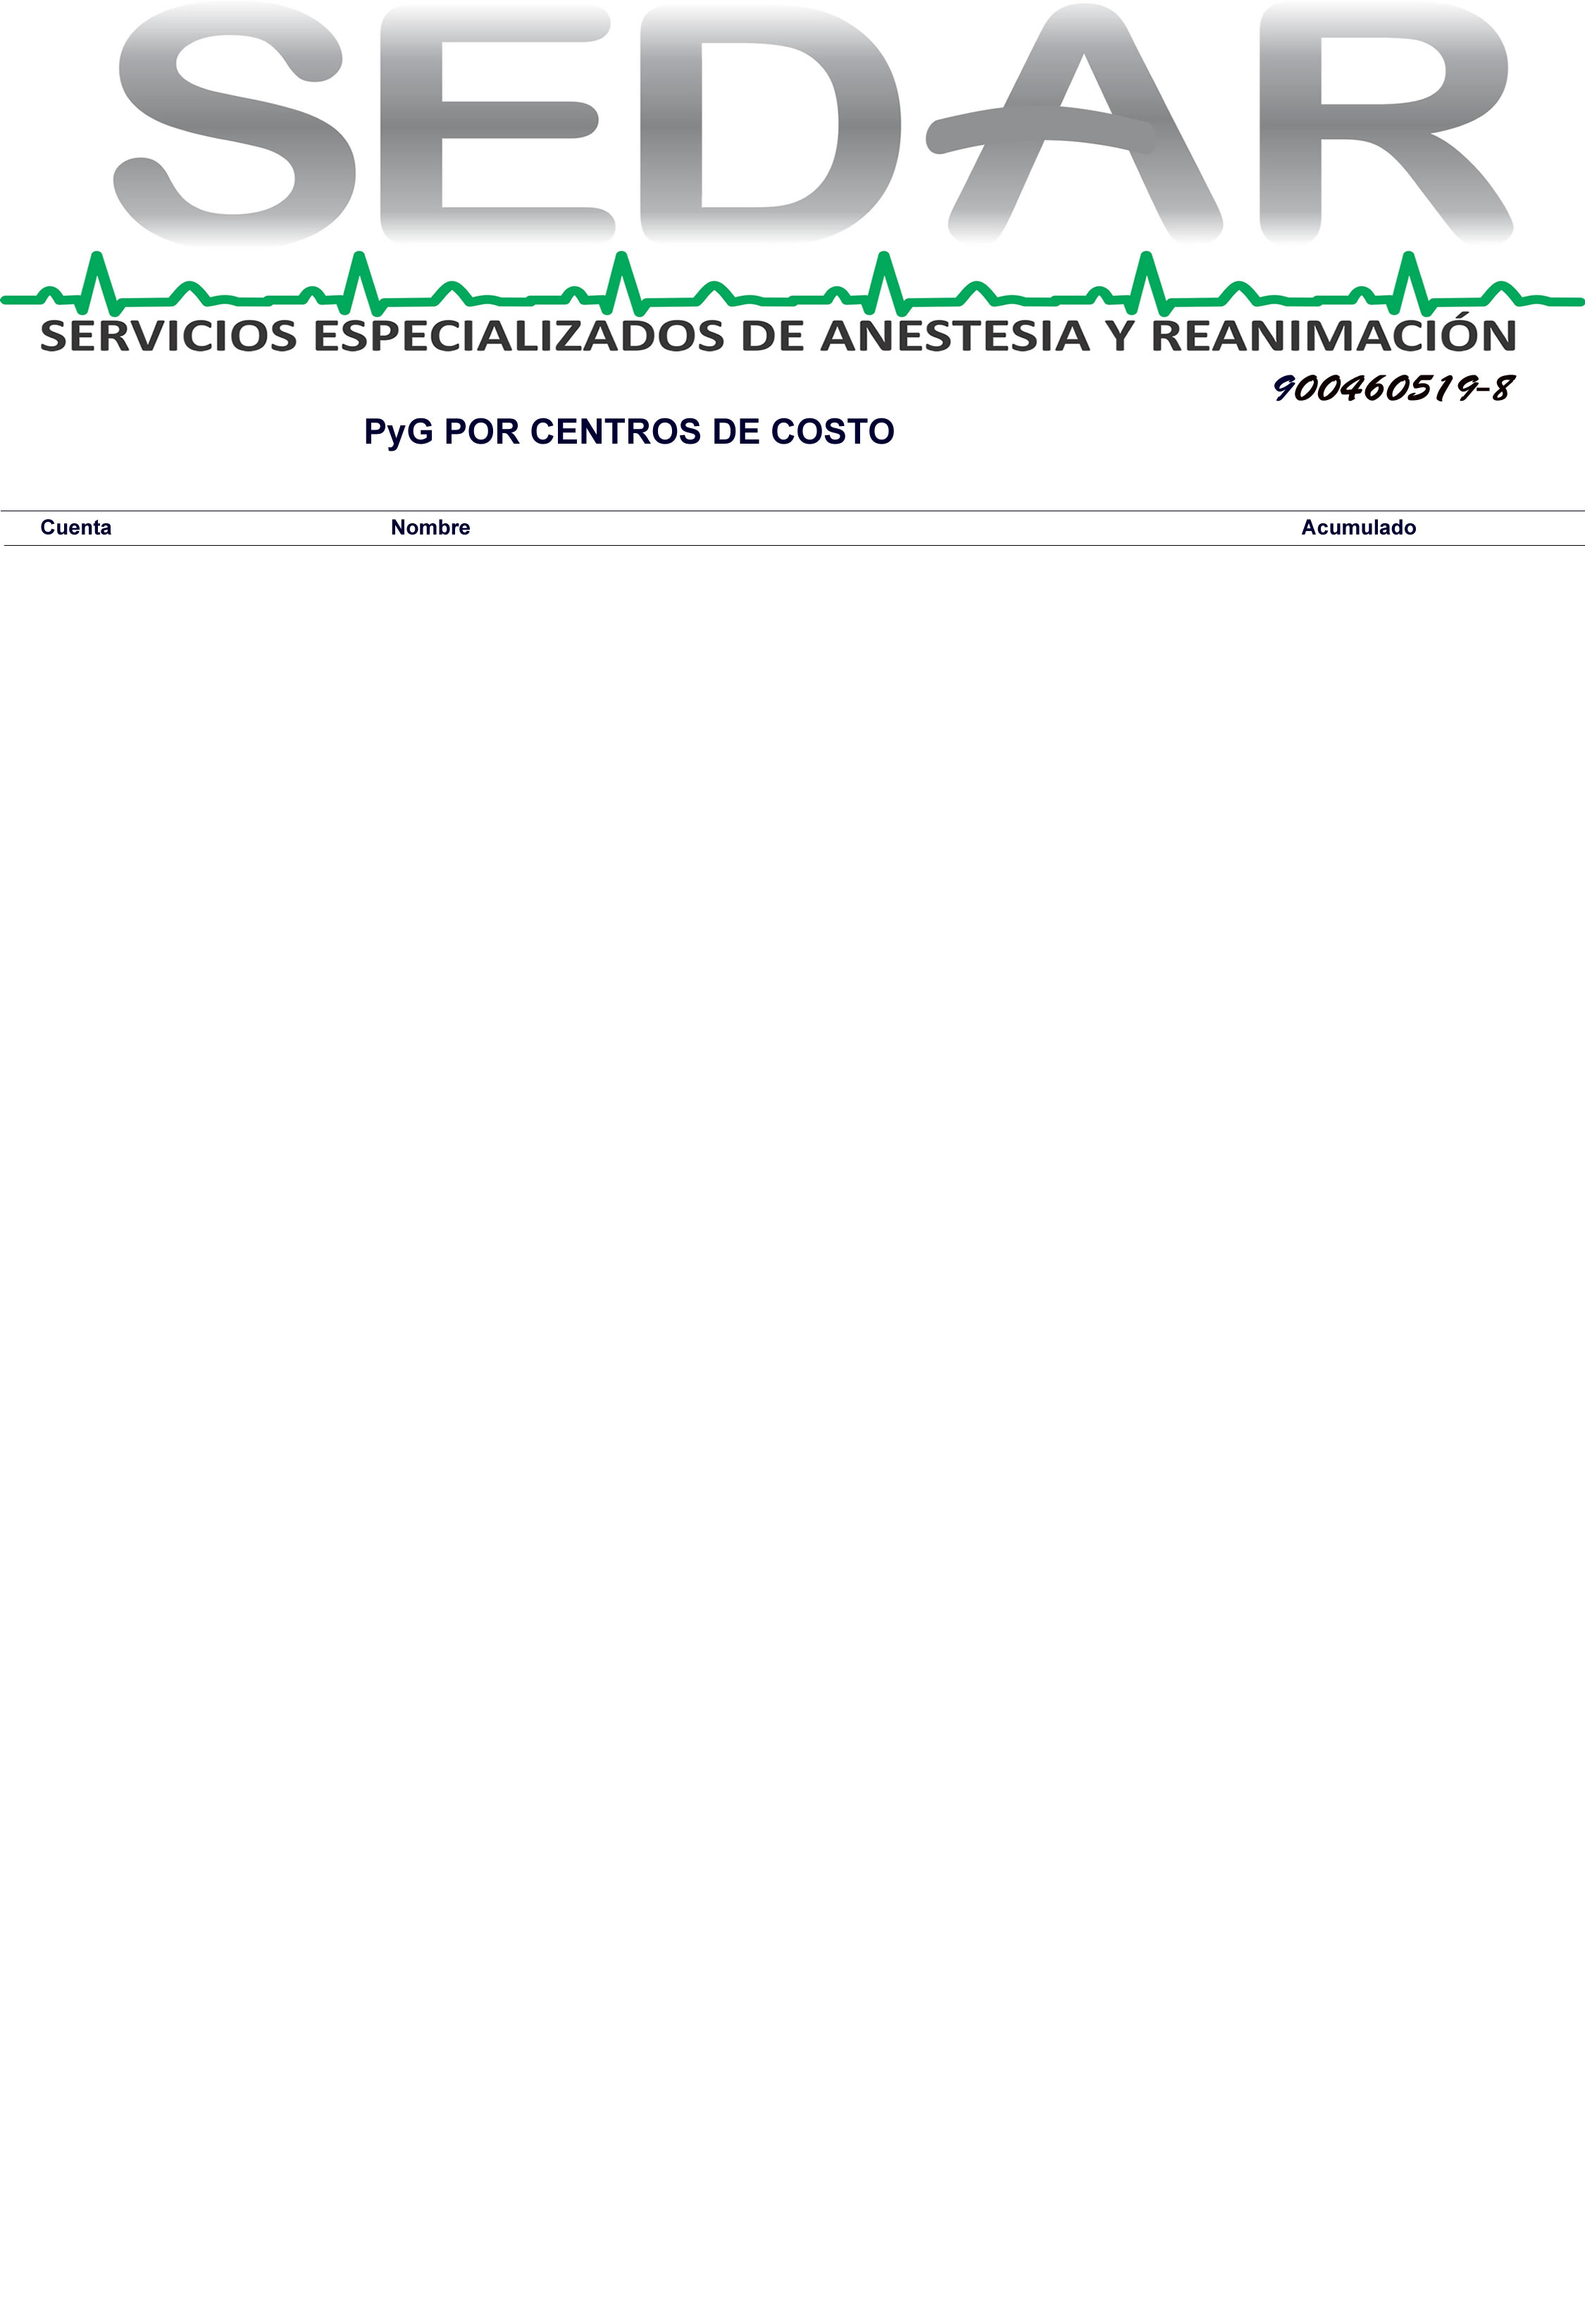 SEDAR
SERVICIOS ESPECIALIZADOS DE ANESTESIA Y REANIMACIÓN
900460519-8
PyG POR CENTROS DE COSTO
Cuenta Nombre Acumulado